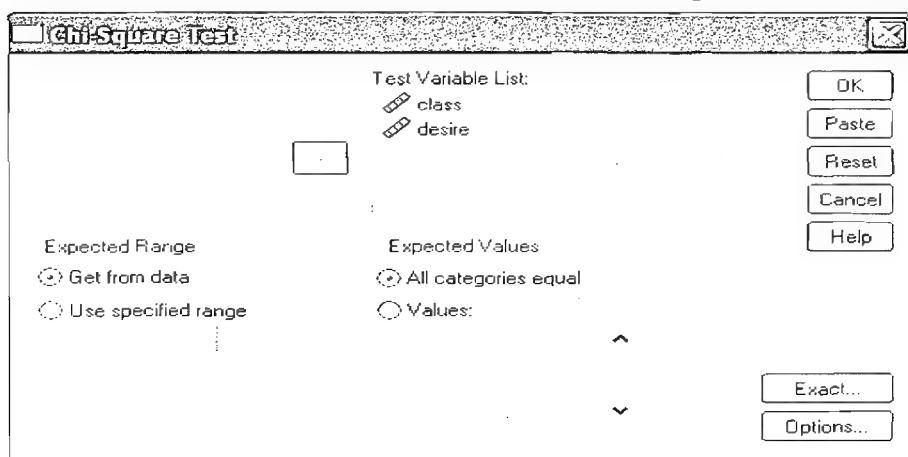 Chi-Square Test
Test Variable List:
class
desire
OK
Paste
Reset
Cancel
Help
Expected Range
Get from data
Use specified range
Expected Values
All categories equal
Values:
Exact...
Options...